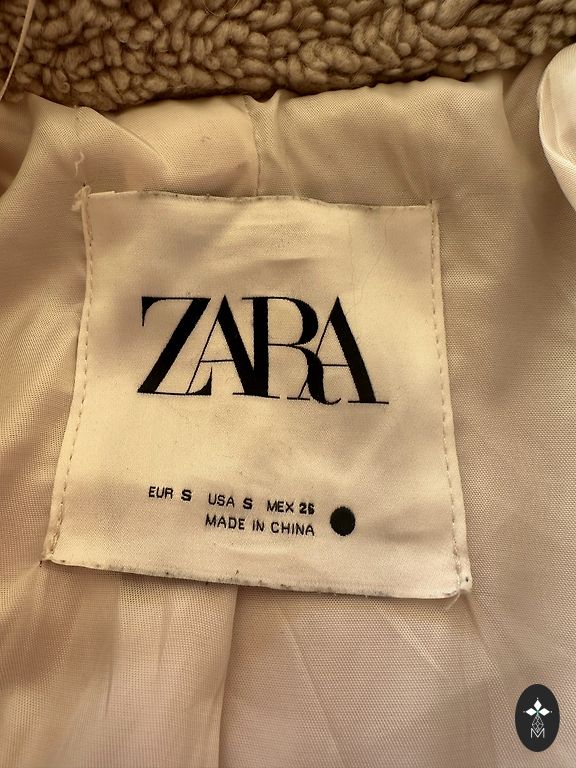 ZARA
EUR S USA S MEX 26
MADE IN CHINA
M